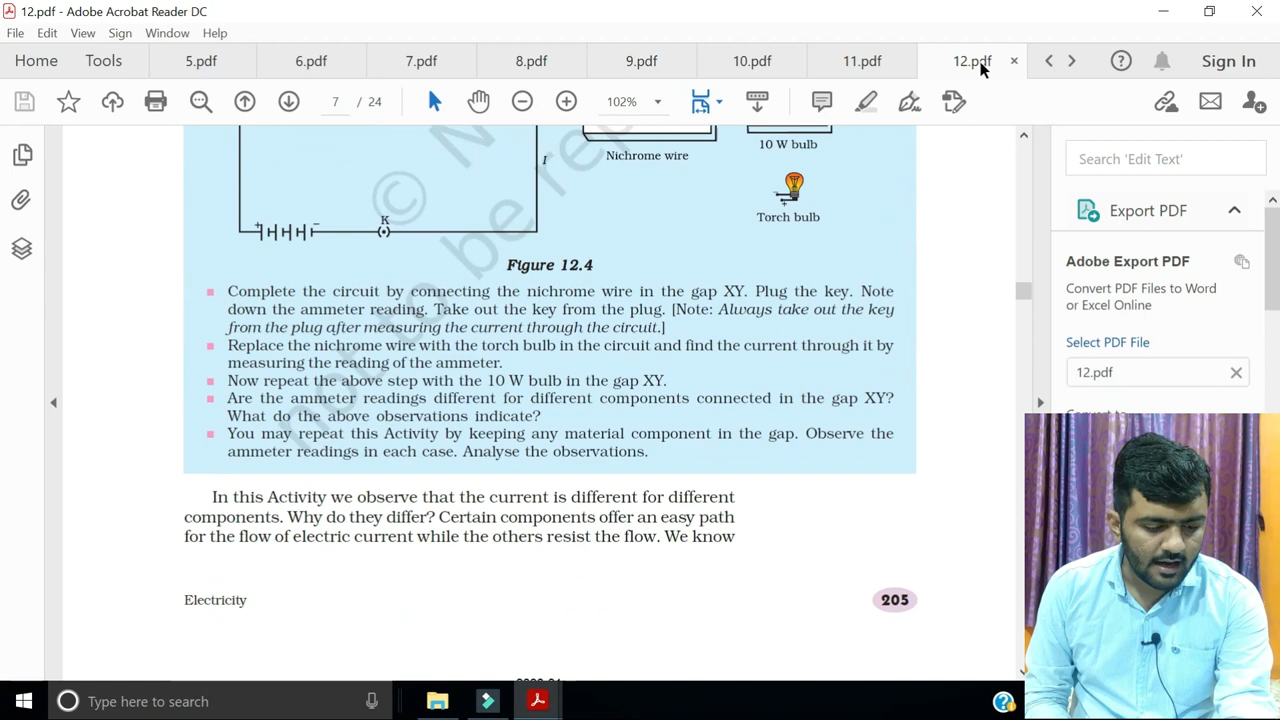 12.pdf - Adobe Acrobat Reader DC
File Edit View Sign Window Help
Home Tools 5.pdf 6.pdf 7.pdf 8.pdf 9.pdf 10.pdf 11.pdf 12.pdf Sign In
7 / 24 102%
10 W bulb
Nichrome wire
I
Torch bulb
K
+ −
Figure 12.4
Complete the circuit by connecting the nichrome wire in the gap XY. Plug the key. Note
down the ammeter reading. Take out the key from the plug. [Note: Always take out the key
from the plug after measuring the current through the circuit.]
Replace the nichrome wire with the torch bulb in the circuit and find the current through it by
measuring the reading of the ammeter.
Now repeat the above step with the 10 W bulb in the gap XY.
Are the ammeter readings different for different components connected in the gap XY?
What do the above observations indicate?
You may repeat this Activity by keeping any material component in the gap. Observe the
ammeter readings in each case. Analyse the observations.
In this Activity we observe that the current is different for different
components. Why do they differ? Certain components offer an easy path
for the flow of electric current while the others resist the flow. We know
Electricity
205
© N
not to be rep
Search 'Edit Text'
Export PDF
Adobe Export PDF
Convert PDF Files to Word
or Excel Online
Select PDF File
12.pdf
Type here to search